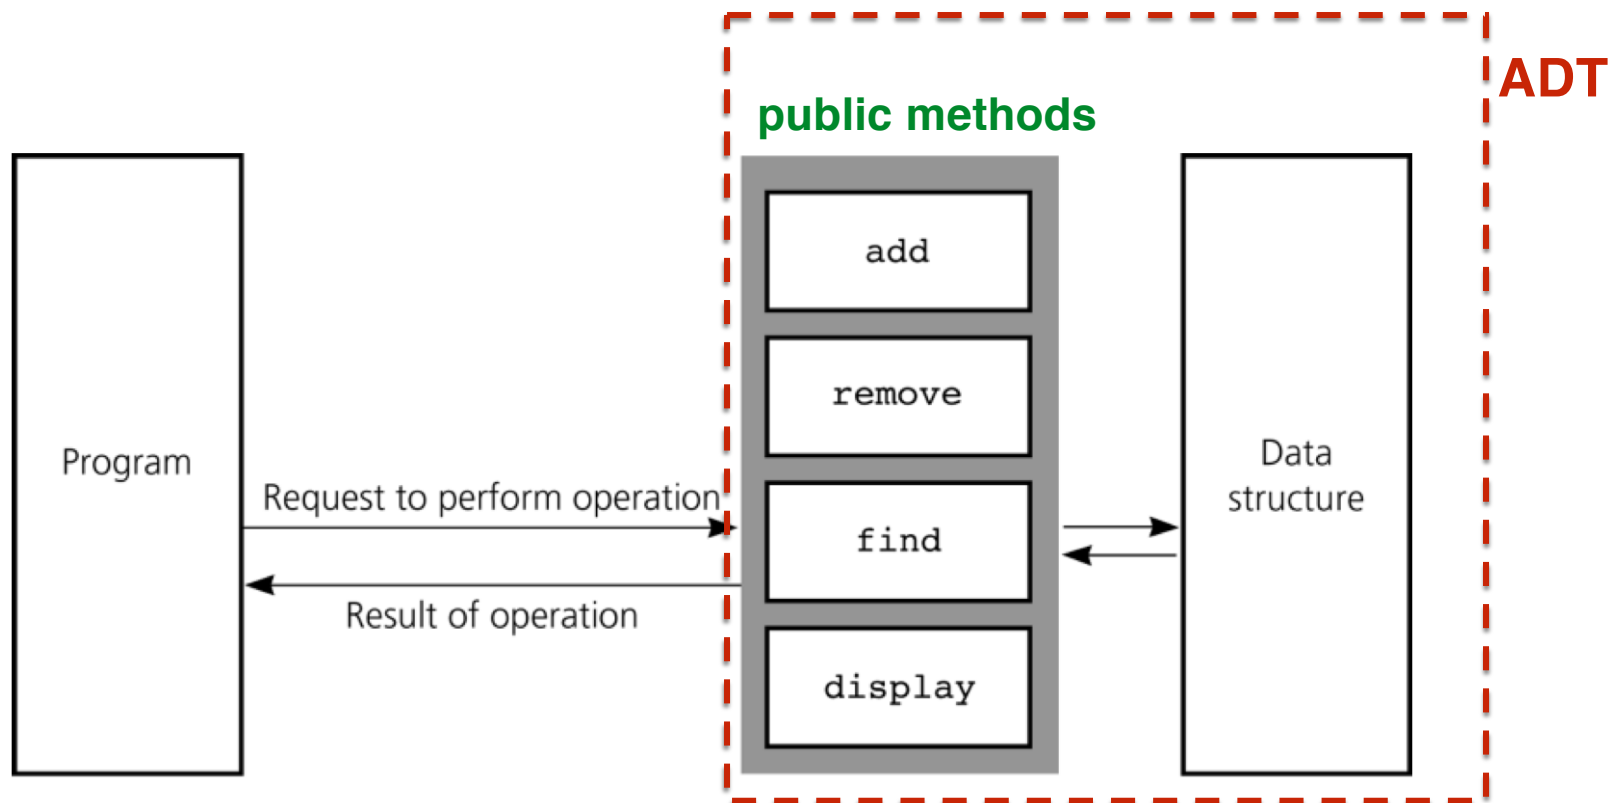 ADT
public methods
add
remove
find
display
Program
Request to perform operation
Result of operation
Data
structure